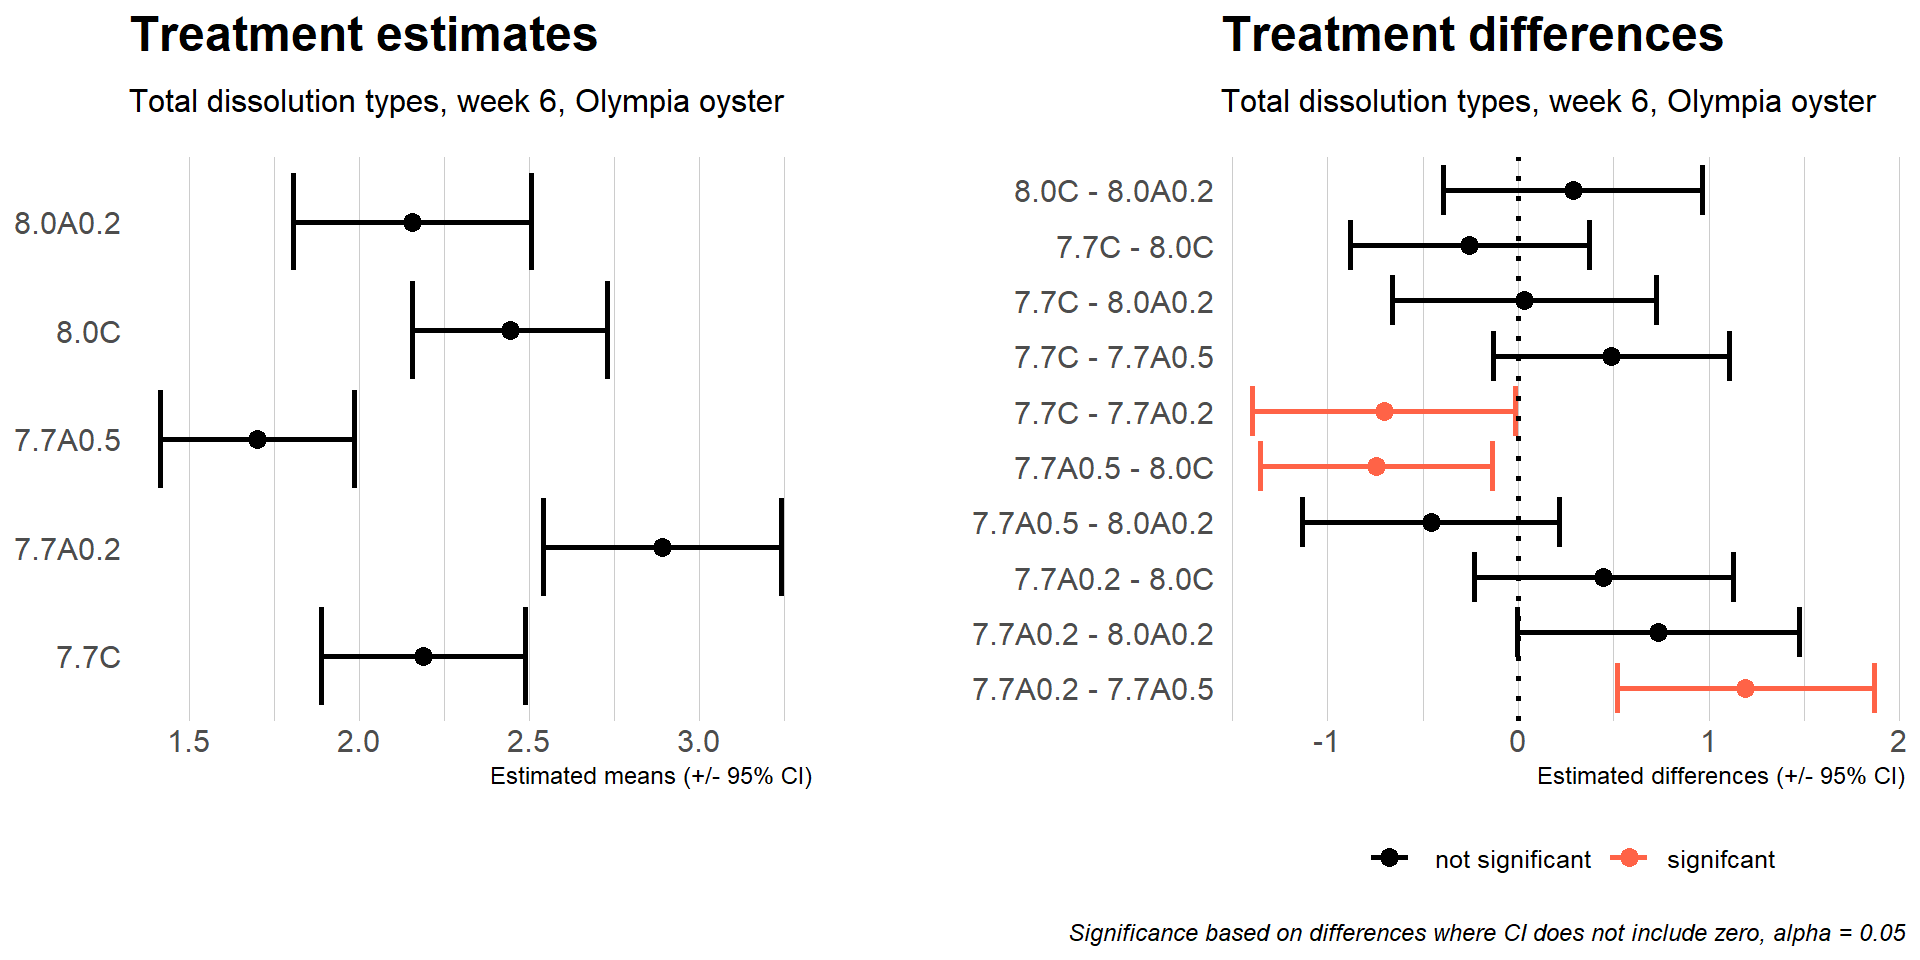 Treatment estimates
Total dissolution types, week 6, Olympia oyster
8.0A0.2
8.0C
7.7A0.5
7.7A0.2
7.7C
1.5 2.0 2.5 3.0
Estimated means (+/- 95% CI)
Treatment differences
Total dissolution types, week 6, Olympia oyster
8.0C - 8.0A0.2
7.7C - 8.0C
7.7C - 8.0A0.2
7.7C - 7.7A0.5
7.7C - 7.7A0.2
7.7A0.5 - 8.0C
7.7A0.5 - 8.0A0.2
7.7A0.2 - 8.0C
7.7A0.2 - 8.0A0.2
7.7A0.2 - 7.7A0.5
-1 0 1 2
Estimated differences (+/- 95% CI)
not significant signifcant
Significance based on differences where CI does not include zero, alpha = 0.05